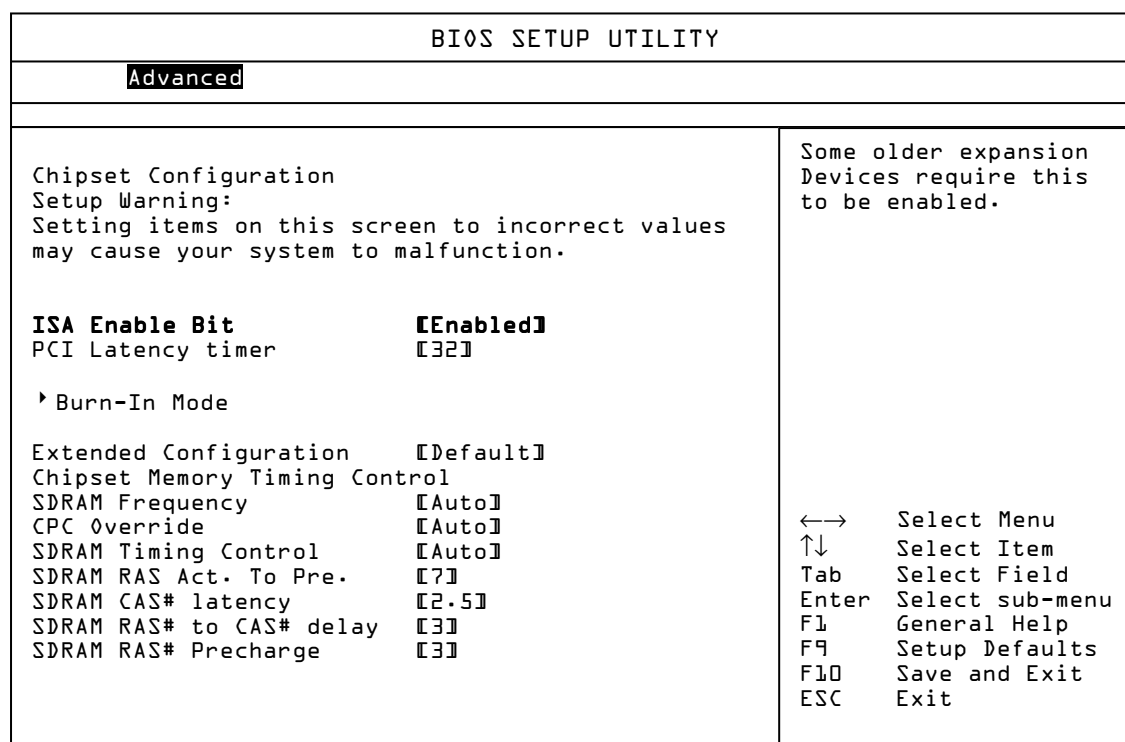 BIOS SETUP UTILITY
Advanced
Chipset Configuration
Setup Warning:
Setting items on this screen to incorrect values
may cause your system to malfunction.
ISA Enable Bit [Enabled]
PCI Latency timer [32]
Burn-In Mode
Extended Configuration [Default]
Chipset Memory Timing Control
SDRAM Frequency [Auto]
CPC Override [Auto]
SDRAM Timing Control [Auto]
SDRAM RAS Act. To Pre. [7]
SDRAM CAS# latency [2.5]
SDRAM RAS# to CAS# delay [3]
SDRAM RAS# Precharge [3]
Some older expansion
Devices require this
to be enabled.
←→ Select Menu
↑↓ Select Item
Tab Select Field
Enter Select sub-menu
F1 General Help
F9 Setup Defaults
F10 Save and Exit
ESC Exit